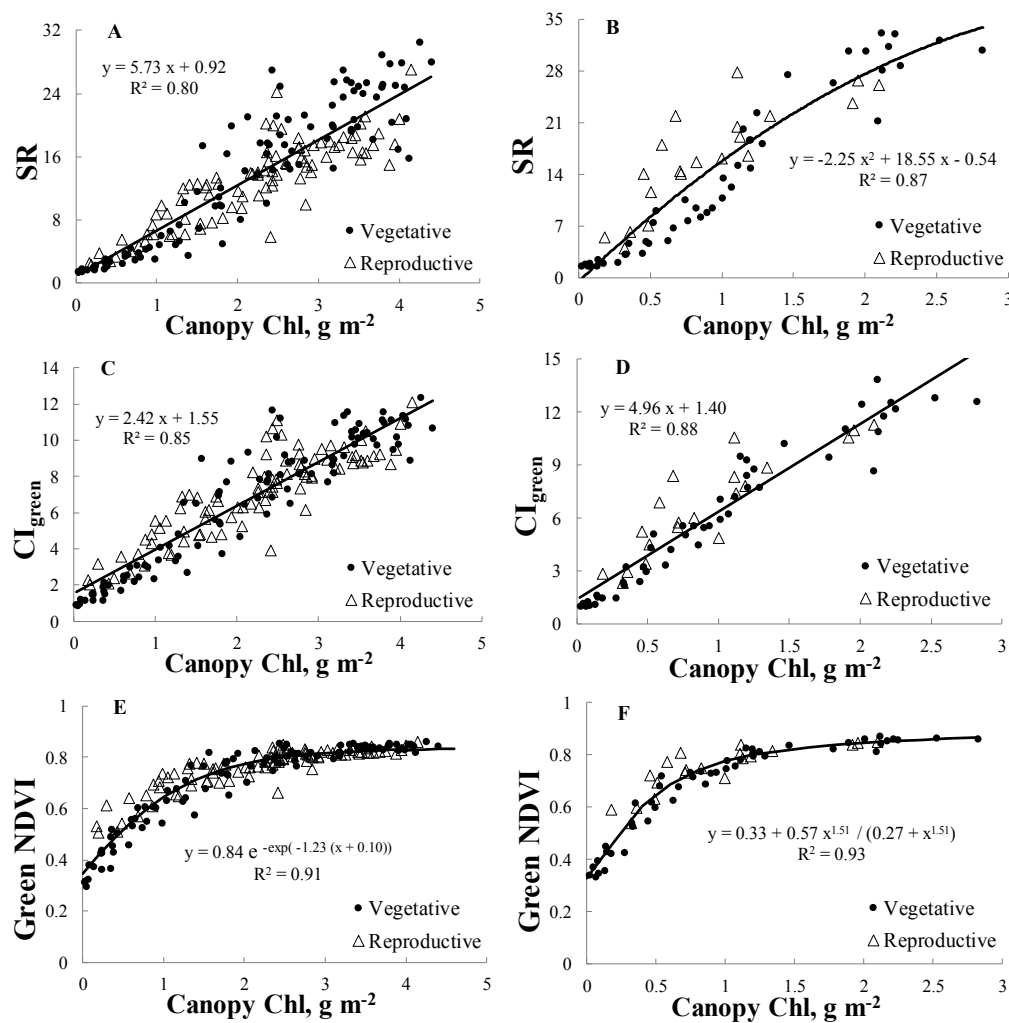 A
y = 5.73 x + 0.92
R² = 0.80
SR
32
24
16
8
0
Vegetative
Reproductive
0 1 2 3 4 5
Canopy Chl, g m⁻²
B
SR
35
28
21
14
7
0
y = -2.25 x² + 18.55 x - 0.54
R² = 0.87
Vegetative
Reproductive
0 0.5 1 1.5 2 2.5 3
Canopy Chl, g m⁻²
C
y = 2.42 x + 1.55
R² = 0.85
CIgreen
14
12
10
8
6
4
2
0
Vegetative
Reproductive
0 1 2 3 4 5
Canopy Chl, g m⁻²
D
y = 4.96 x + 1.40
R² = 0.88
CIgreen
15
12
9
6
3
0
Vegetative
Reproductive
0 0.5 1 1.5 2 2.5 3
Canopy Chl, g m⁻²
E
Green NDVI
1
0.8
0.6
0.4
0.2
0
y = 0.84 e -exp( -1.23 (x + 0.10))
R² = 0.91
Vegetative
Reproductive
0 1 2 3 4 5
Canopy Chl, g m⁻²
F
Green NDVI
1
0.8
0.6
0.4
0.2
0
y = 0.33 + 0.57 x^1.51 / (0.27 + x^1.51)
R² = 0.93
Vegetative
Reproductive
0 0.5 1 1.5 2 2.5 3
Canopy Chl, g m⁻²